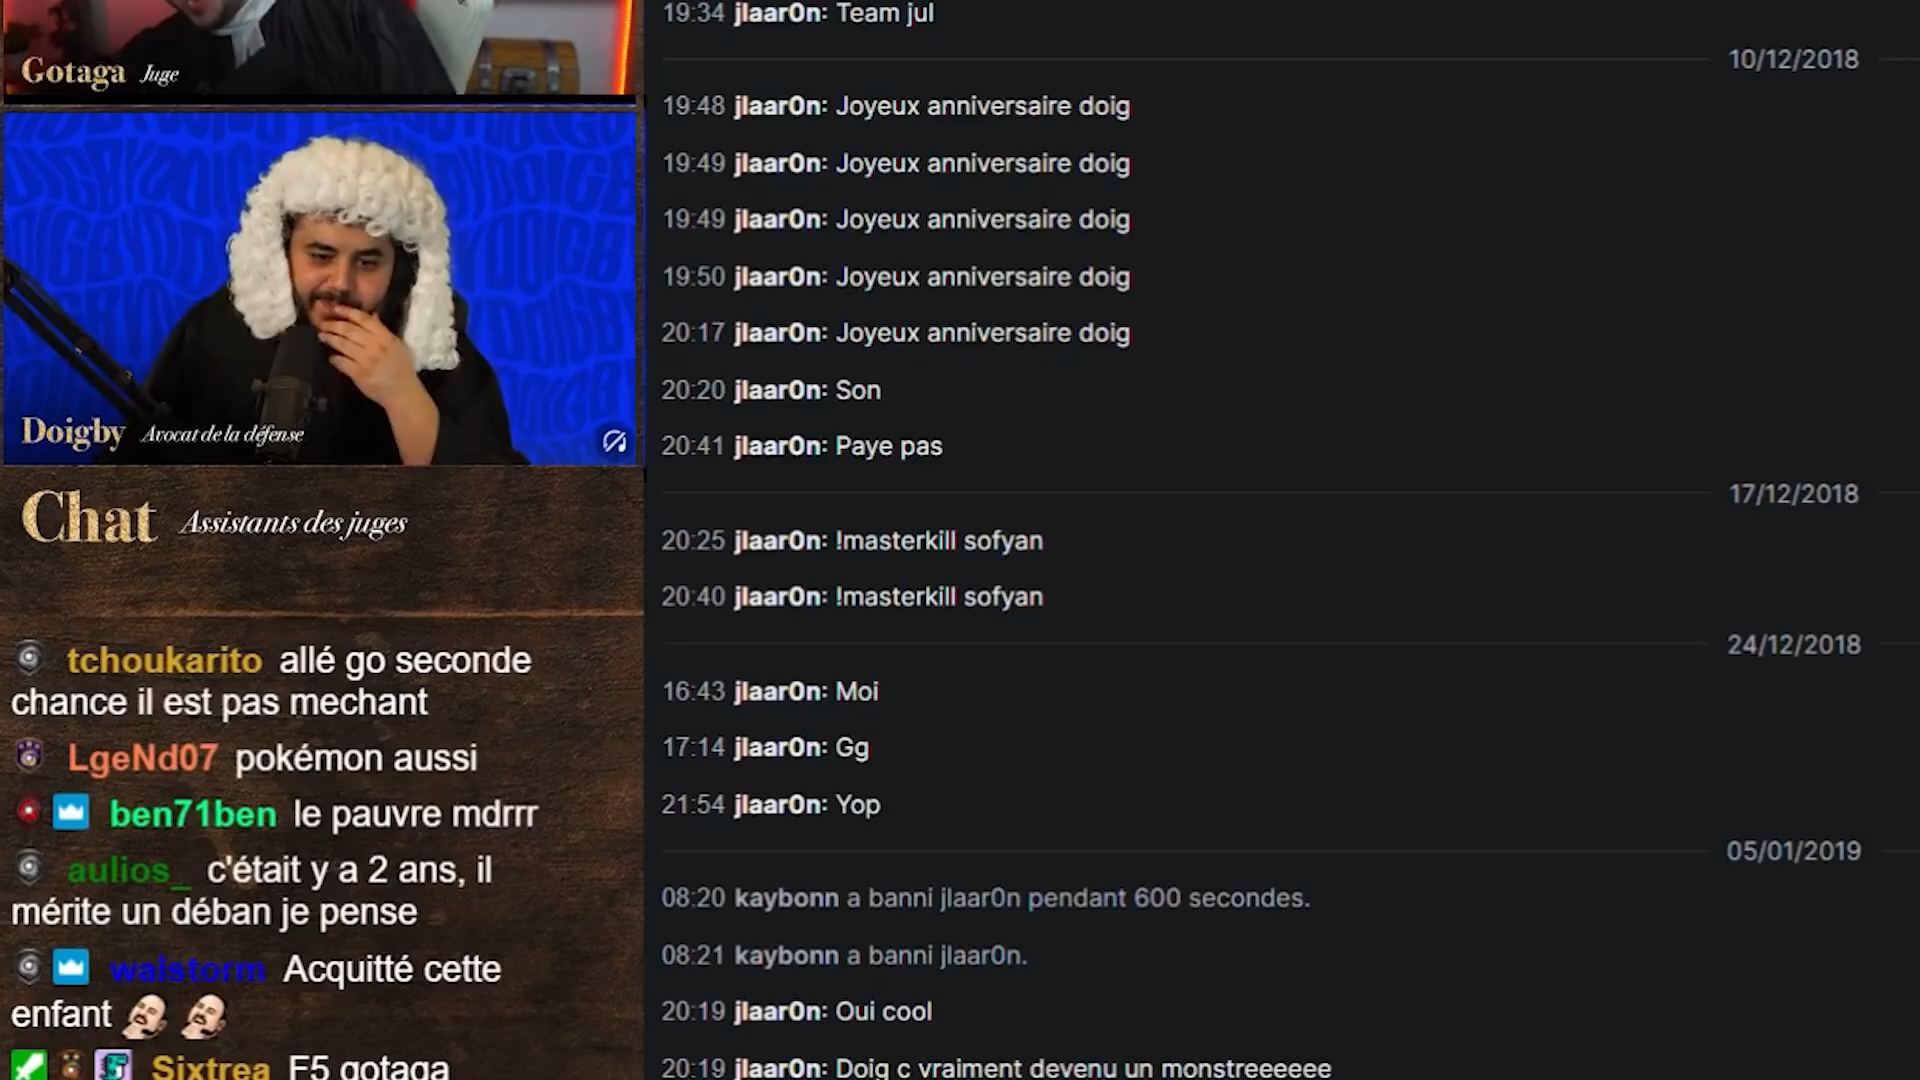 Gotaga Juge
Doigby Avocat de la défense
Chat Assistants des juges
tchoukarito allé go seconde
chance il est pas mechant
LgeNd07 pokémon aussi
ben71ben le pauvre mdrrr
aulios_ c'était y a 2 ans, il
mérite un déban je pense
walstorm Acquitté cette
enfant
Sixtrea F5 gotaga
19:34 jlaar0n: Team jul
10/12/2018
19:48 jlaar0n: Joyeux anniversaire doig
19:49 jlaar0n: Joyeux anniversaire doig
19:49 jlaar0n: Joyeux anniversaire doig
19:50 jlaar0n: Joyeux anniversaire doig
20:17 jlaar0n: Joyeux anniversaire doig
20:20 jlaar0n: Son
20:41 jlaar0n: Paye pas
17/12/2018
20:25 jlaar0n: !masterkill sofyan
20:40 jlaar0n: !masterkill sofyan
24/12/2018
16:43 jlaar0n: Moi
17:14 jlaar0n: Gg
21:54 jlaar0n: Yop
05/01/2019
08:20 kaybonn a banni jlaar0n pendant 600 secondes.
08:21 kaybonn a banni jlaar0n.
20:19 jlaar0n: Oui cool
20:19 jlaar0n: Doig c vraiment devenu un monstreeeeee